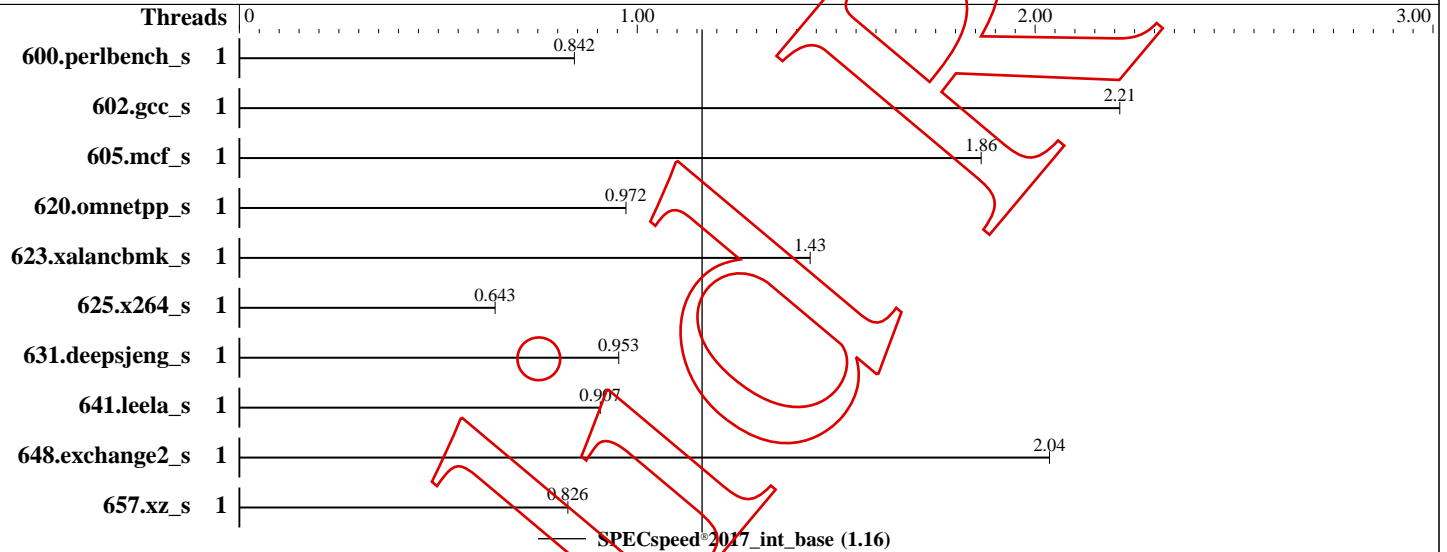 Threads 0 1.00 2.00 3.00
600.perlbench_s 1 0.842
602.gcc_s 1 2.21
605.mcf_s 1 1.86
620.omnetpp_s 1 0.972
623.xalancbmk_s 1 1.43
625.x264_s 1 0.643
631.deepsjeng_s 1 0.953
641.leela_s 1 0.907
648.exchange2_s 1 2.04
657.xz_s 1 0.826
SPECspeed®2017_int_base (1.16)